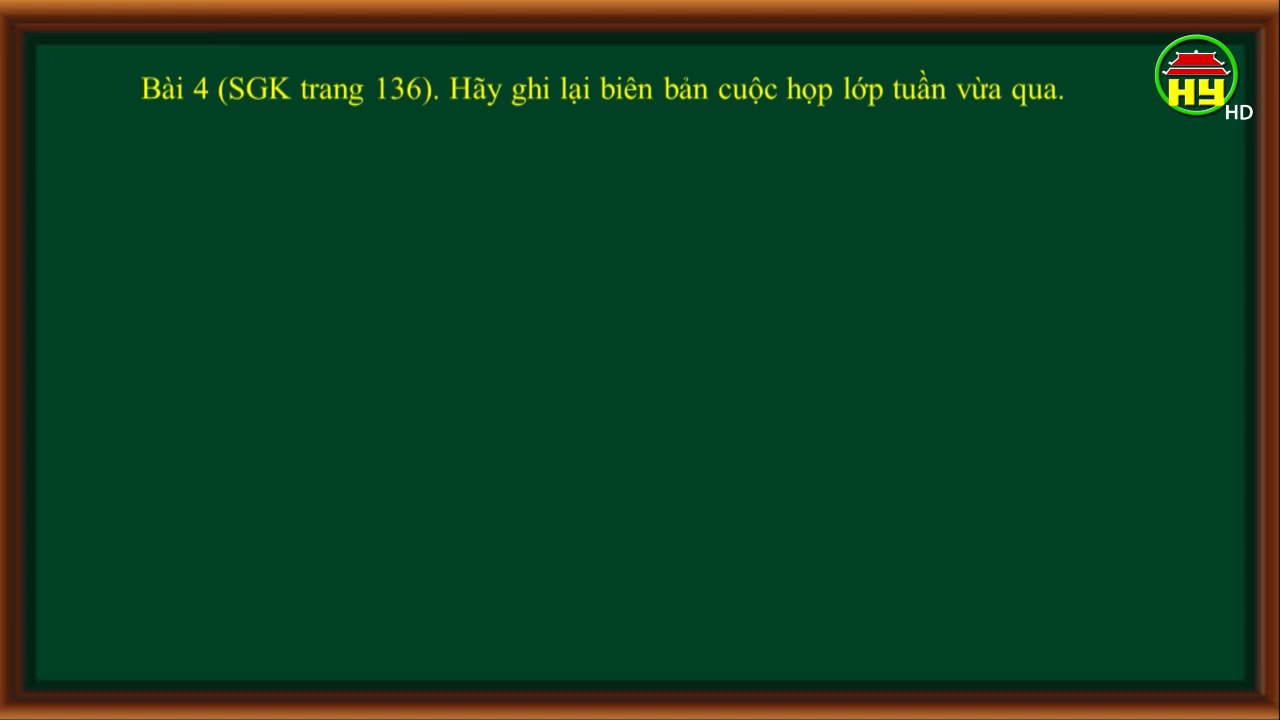 Bài 4 (SGK trang 136). Hãy ghi lại biên bản cuộc họp lớp tuần vừa qua.
HY
HD